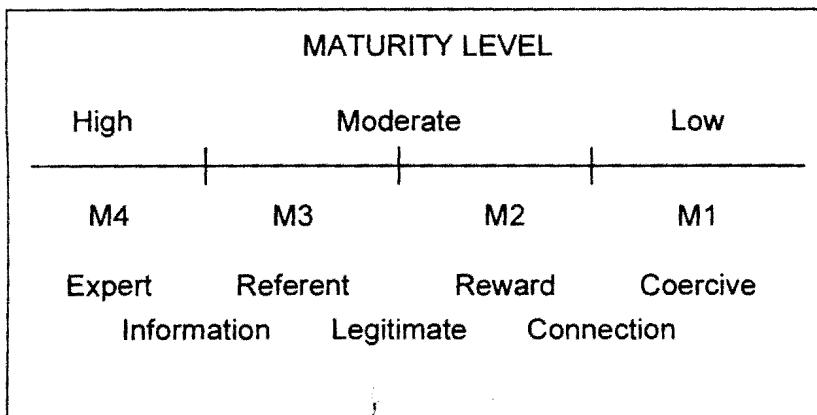 MATURITY LEVEL
High Moderate Low
M4 M3 M2 M1
Expert Referent Reward Coercive
Information Legitimate Connection